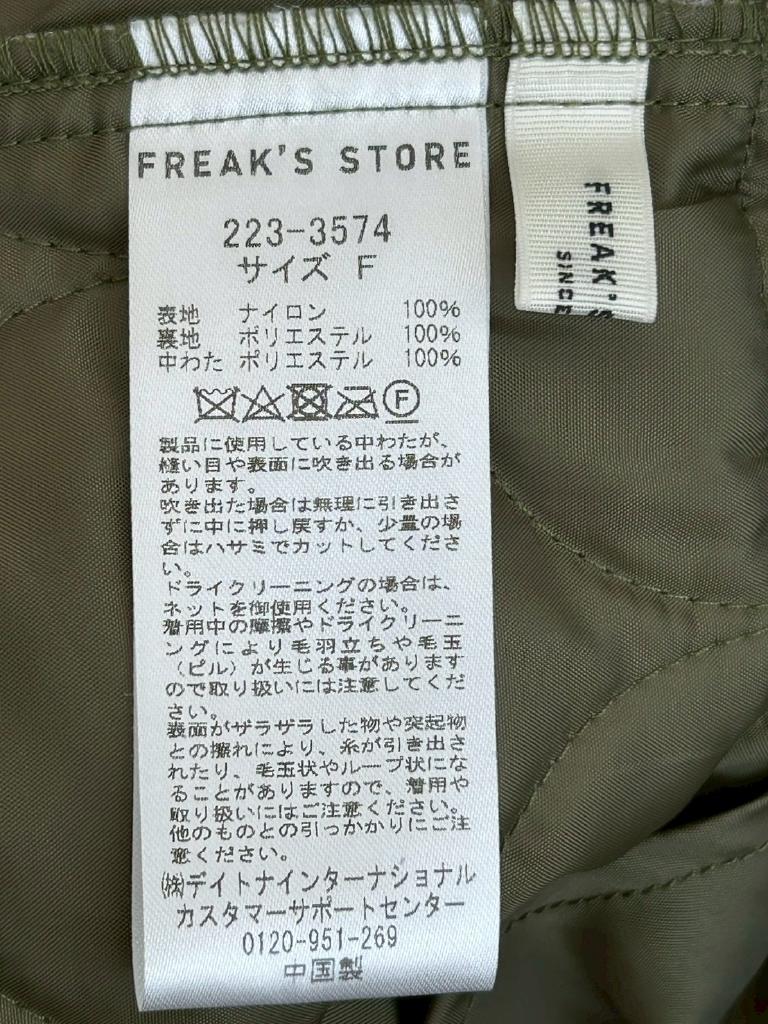 FREAK'S STORE
223-3574
サイズ F
表地 ナイロン 100%
裏地 ポリエステル 100%
中わた ポリエステル 100%
F
製品に使用している中わたが、
縫い目や表面に吹き出る場合が
あります。
吹き出た場合は無理に引き出さ
ずに中に押し戻すか、少量の場
合はハサミでカットしてくださ
い。
ドライクリーニングの場合は、
ネットを御使用ください。
着用中の摩擦やドライクリーニ
ングにより毛羽立ちや毛玉
(ピル)が生じる事があります
ので取り扱いには注意してくだ
さい。
表面がザラザラした物や突起物
との擦れにより、糸が引き出さ
れたり、毛玉状やループ状にな
ることがありますので、着用や
取り扱いにはご注意ください。
他のものとの引っかかりにご注
意ください。
㈱デイトナインターナショナル
カスタマーサポートセンター
0120-951-269
中国製
FREAK'S
SINCE